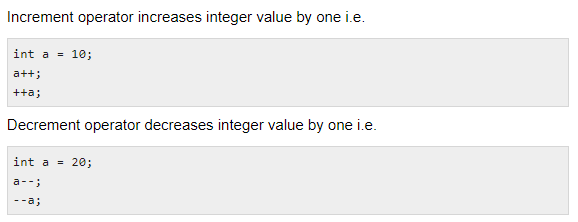 Increment operator increases integer value by one i.e.
int a = 10;
a++;
++a;
Decrement operator decreases integer value by one i.e.
int a = 20;
a--;
--a;